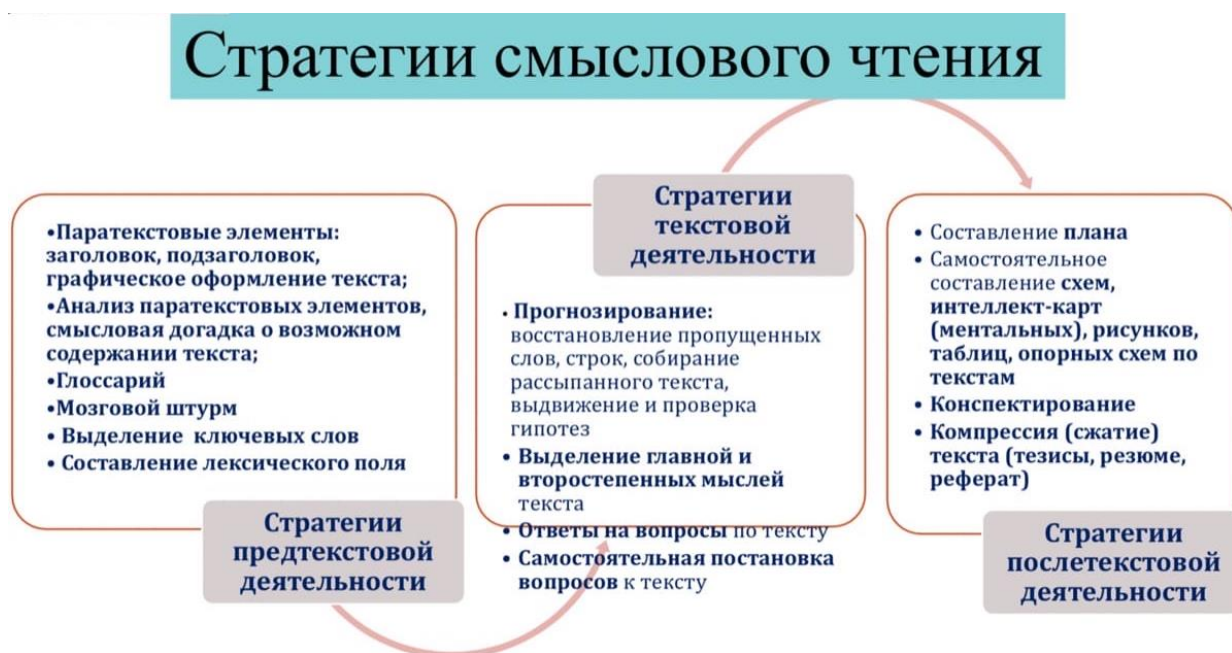 Стратегии смыслового чтения
•Паратекстовые элементы:
заголовок, подзаголовок,
графическое оформление текста;
•Анализ паратекстовых элементов,
смысловая догадка о возможном
содержании текста;
•Глоссарий
•Мозговой штурм
• Выделение ключевых слов
• Составление лексического поля
Стратегии
предтекстовой
деятельности
Стратегии
текстовой
деятельности
• Прогнозирование:
восстановление пропущенных
слов, строк, собирание
рассыпанного текста,
выдвижение и проверка
гипотез
• Выделение главной и
второстепенных мыслей
текста
• Ответы на вопросы по тексту
• Самостоятельная постановка
вопросов к тексту
• Составление плана
• Самостоятельное
составление схем,
интеллект-карт
(ментальных), рисунков,
таблиц, опорных схем по
текстам
• Конспектирование
• Компрессия (сжатие)
текста (тезисы, резюме,
реферат)
Стратегии
послетекстовой
деятельности